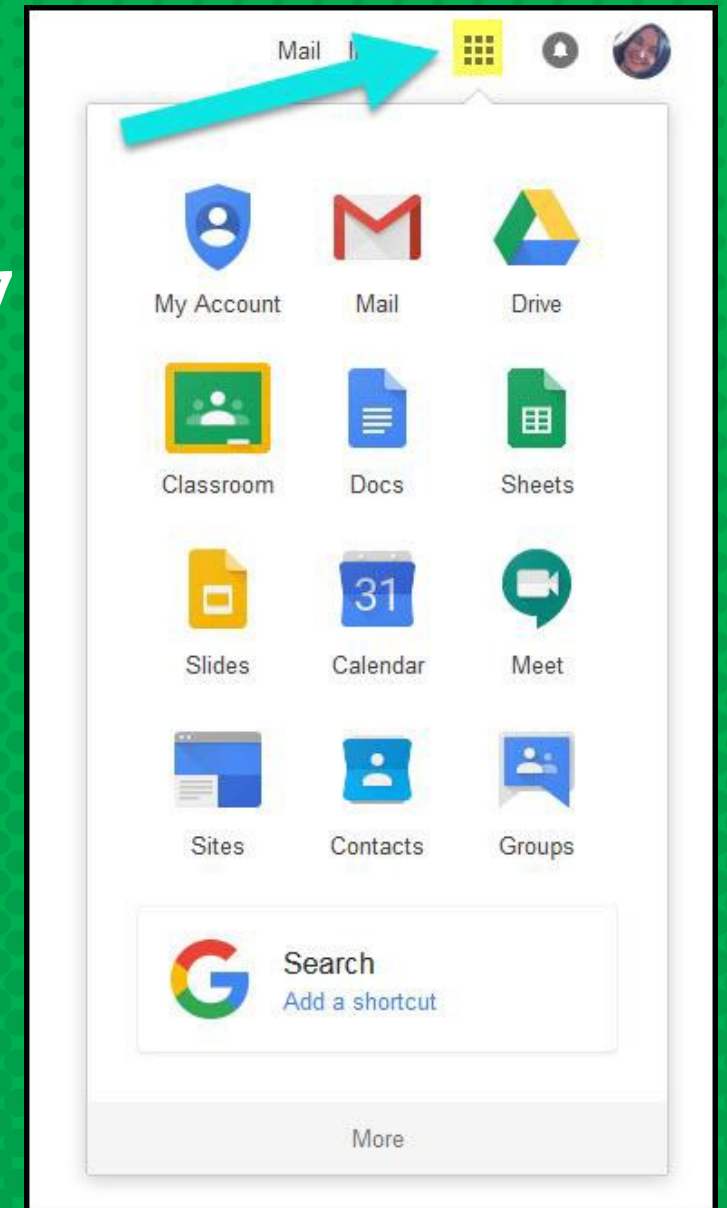 Mail
My Account Mail Drive
Classroom Docs Sheets
31
Slides Calendar Meet
Sites Contacts Groups
G Search
Add a shortcut
More